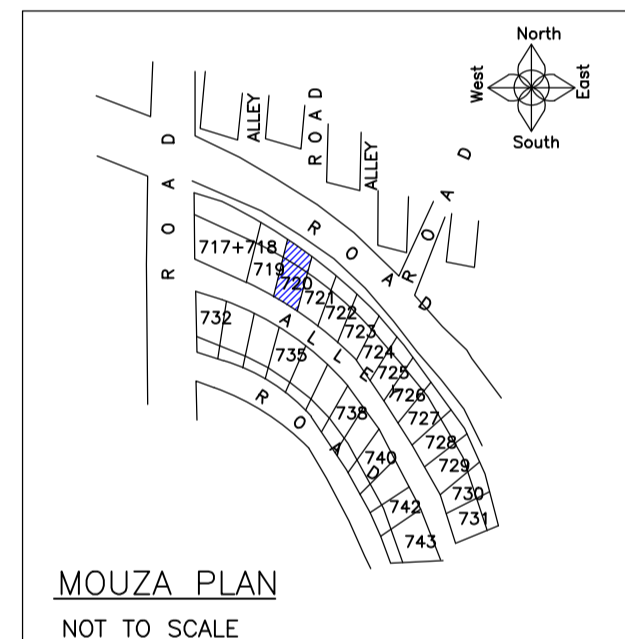 North
West
East
South
ALLEY
ROAD
ALLEY
ROAD
ROAD
ROAD
717+718
719
720
721
722
723
724
725
726
727
728
729
730
731
ALLEY
732
735
738
740
742
743
ROAD
MOUZA PLAN
NOT TO SCALE